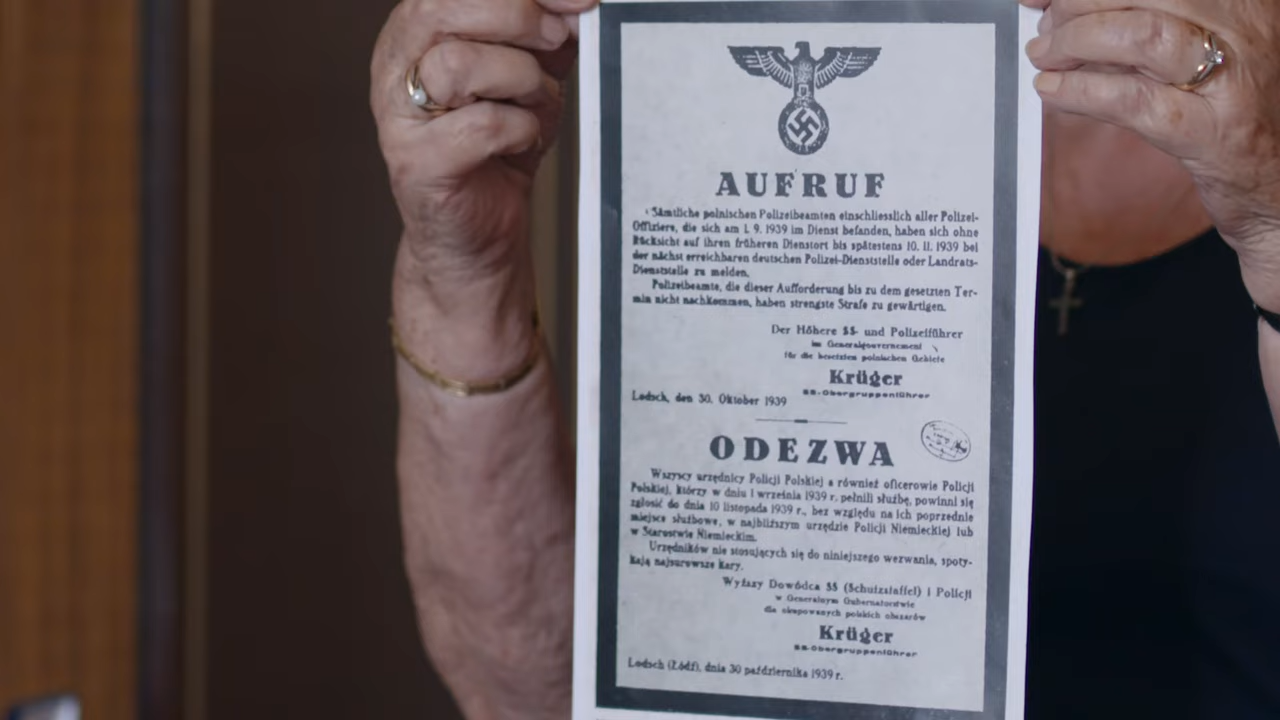 AUFRUF
Sämtliche polnischen Polizeibeamten einschliesslich aller Polizei-
Offiziere, die sich am 1. 9. 1939 im Dienst befanden, haben sich ohne
Rücksicht auf ihren früheren Dienstort bis spätestens 10. 11. 1939 bei
der nächst erreichbaren deutschen Polizei-Dienststelle oder Landrats-
Dienststelle zu melden.
Polizeibeamte, die dieser Aufforderung bis zu dem gesetzten Ter-
min nicht nachkommen, haben strengste Strafe zu gewärtigen.
Der Höhere SS- und Polizeiführer
im Generalgouvernement
für die besetzten polnischen Gebiete
Krüger
SS-Obergruppenführer
Lodsch, den 30. Oktober 1939
ODEZWA
Wszyscy urzędnicy Policji Polskiej a również oficerowie Policji
Polskiej, którzy w dniu 1 września 1939 r. pełnili służbę, powinni się
zgłosić do dnia 10 listopada 1939 r., bez względu na ich poprzednie
miejsce służbowe, w najbliższym urzędzie Policji Niemieckiej lub
w Starostwie Niemieckim.
Urzędników nie stosujących się do niniejszego wezwania, spoty-
kają najsurowsze kary.
Wyższy Dowódca SS (Schutzstaffel) i Policji
w Generalnym Gubernatorstwie
dla okupowanych polskich obszarów
Krüger
SS-Obergruppenführer
Lodsch (Łódź), dnia 30 października 1939 r.